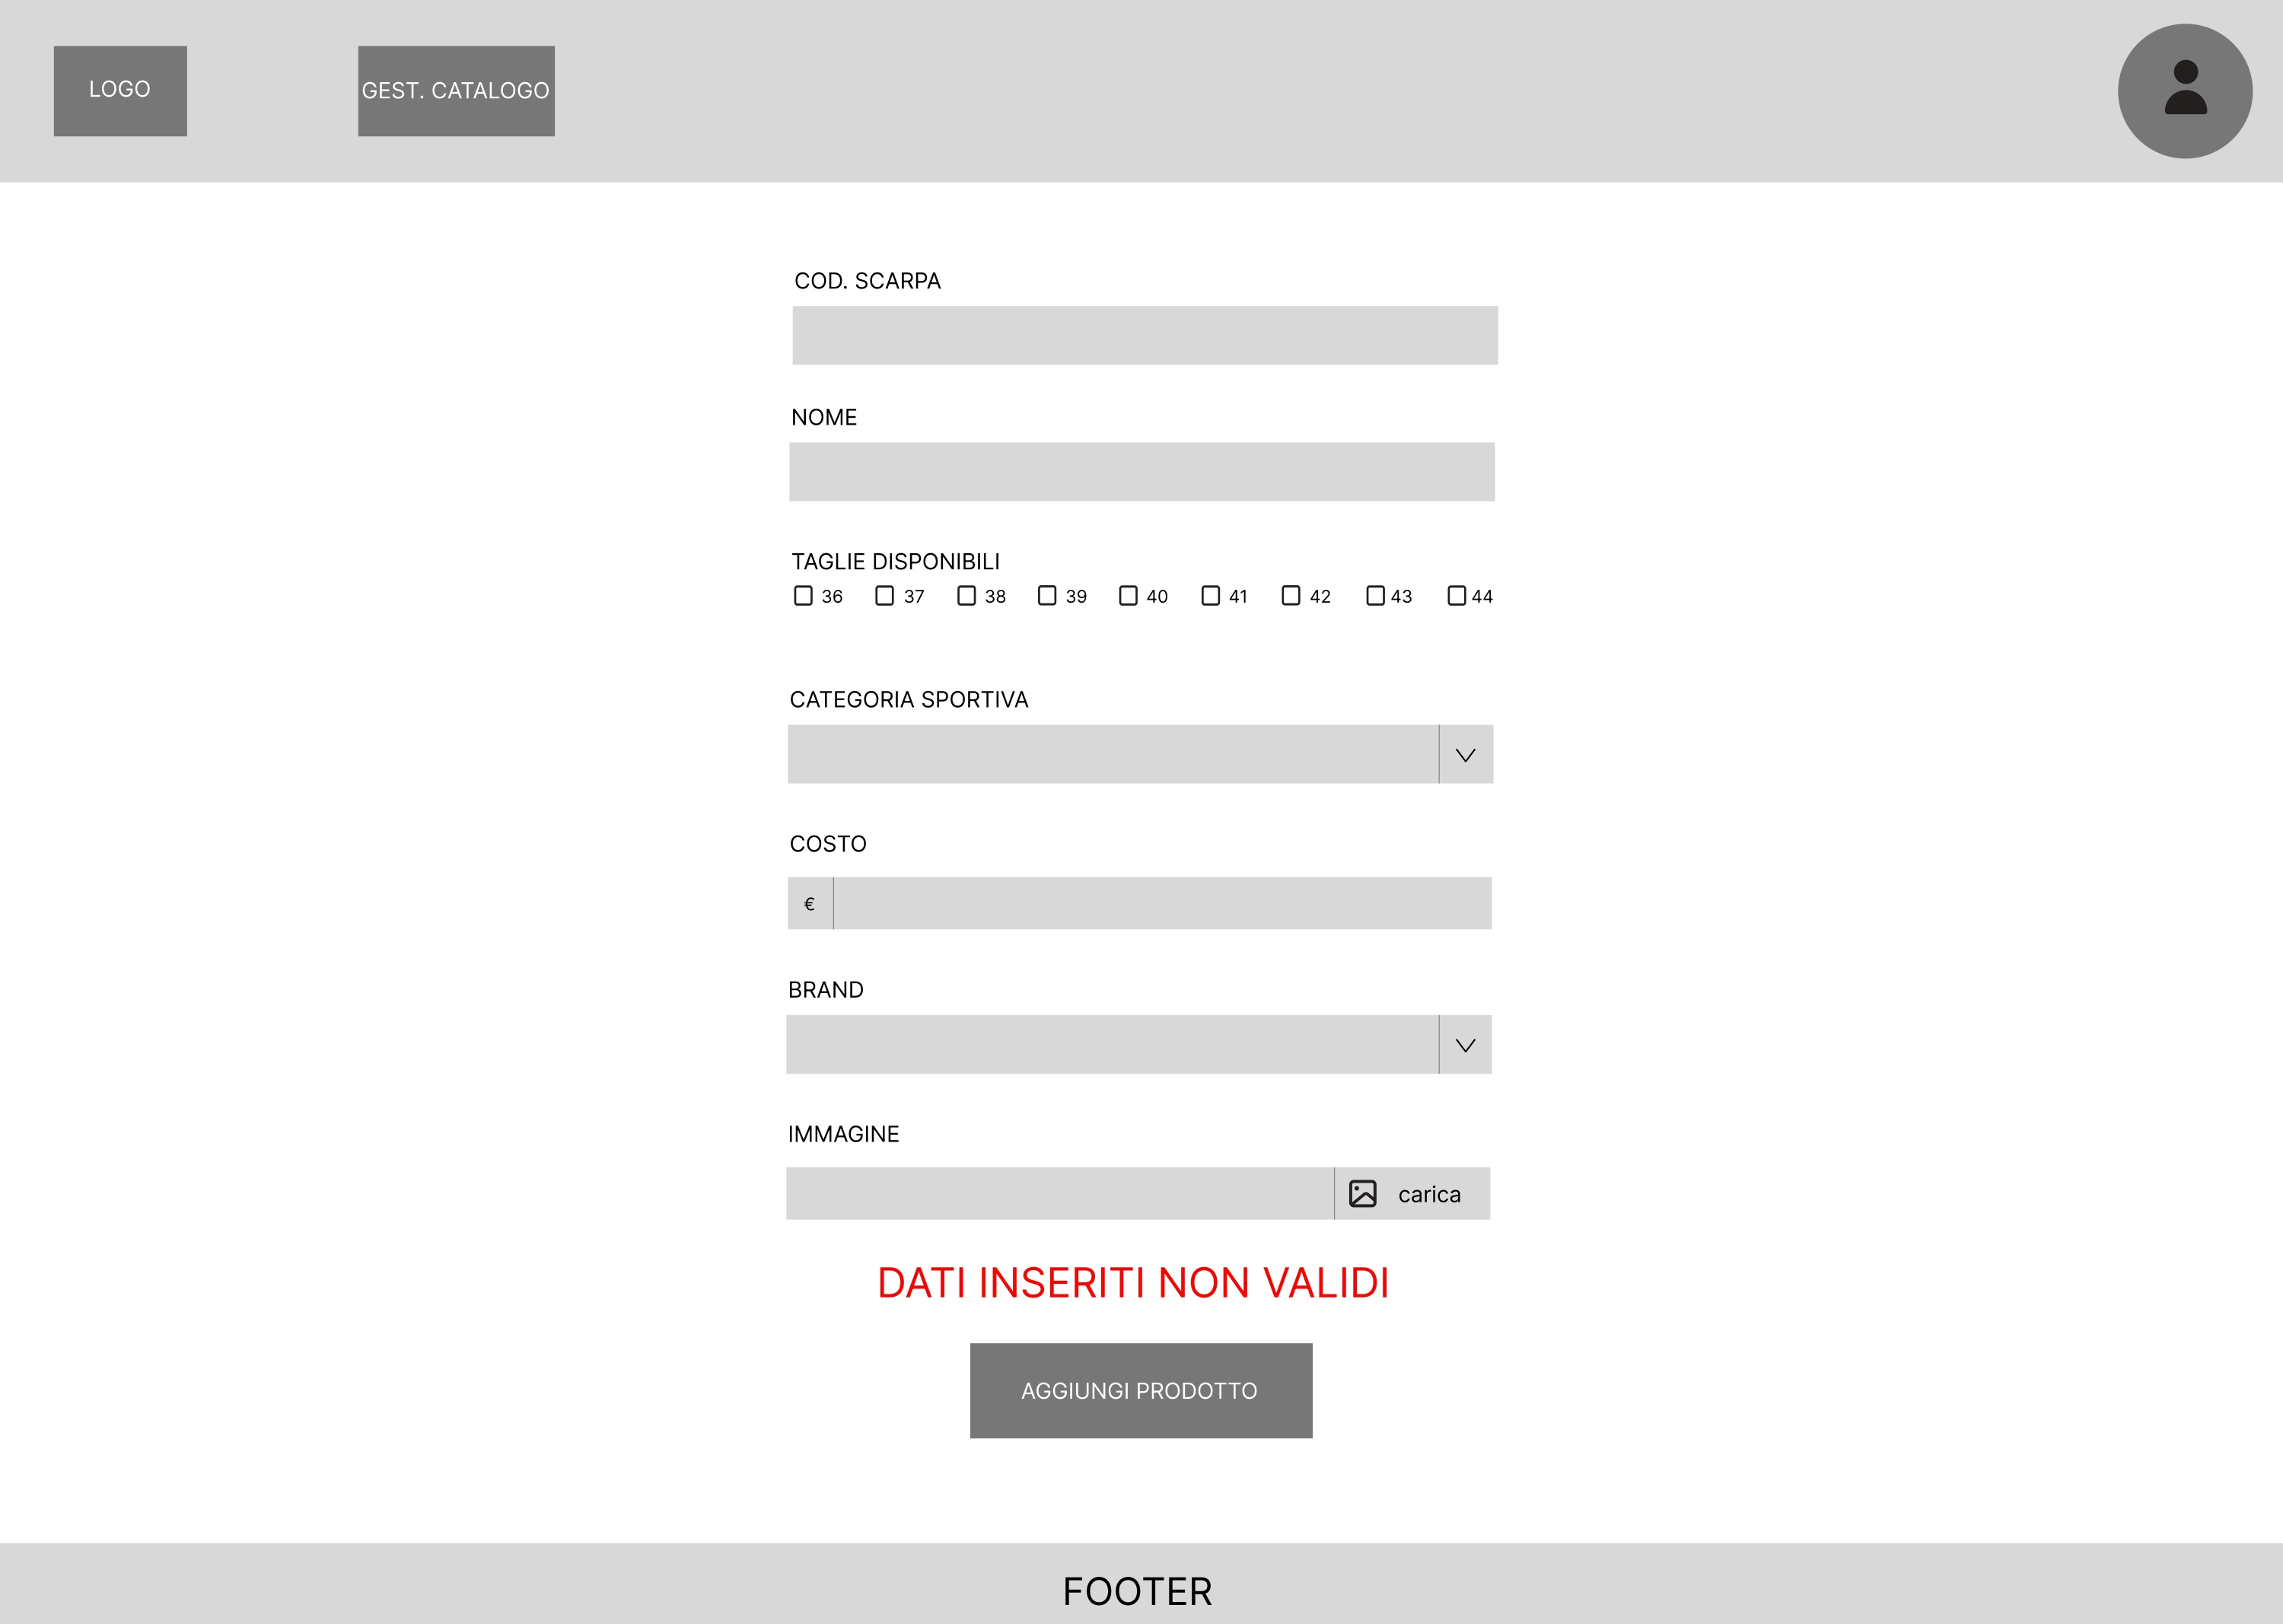 LOGO
GEST. CATALOGO
COD. SCARPA
NOME
TAGLIE DISPONIBILI
36 37 38 39 40 41 42 43 44
CATEGORIA SPORTIVA
COSTO
€
BRAND
IMMAGINE
carica
DATI INSERITI NON VALIDI
AGGIUNGI PRODOTTO
FOOTER